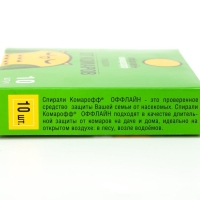 10
10 шт.
Спирали Комарофф® ОФФЛАЙН - это проверенное
средство защиты Вашей семьи от насекомых. Спирали
Комарофф® ОФФЛАЙН подходят в качестве длитель-
ной защиты от комаров на даче и дома, идеально на
открытом воздухе: в лесу, возле водоёмов.